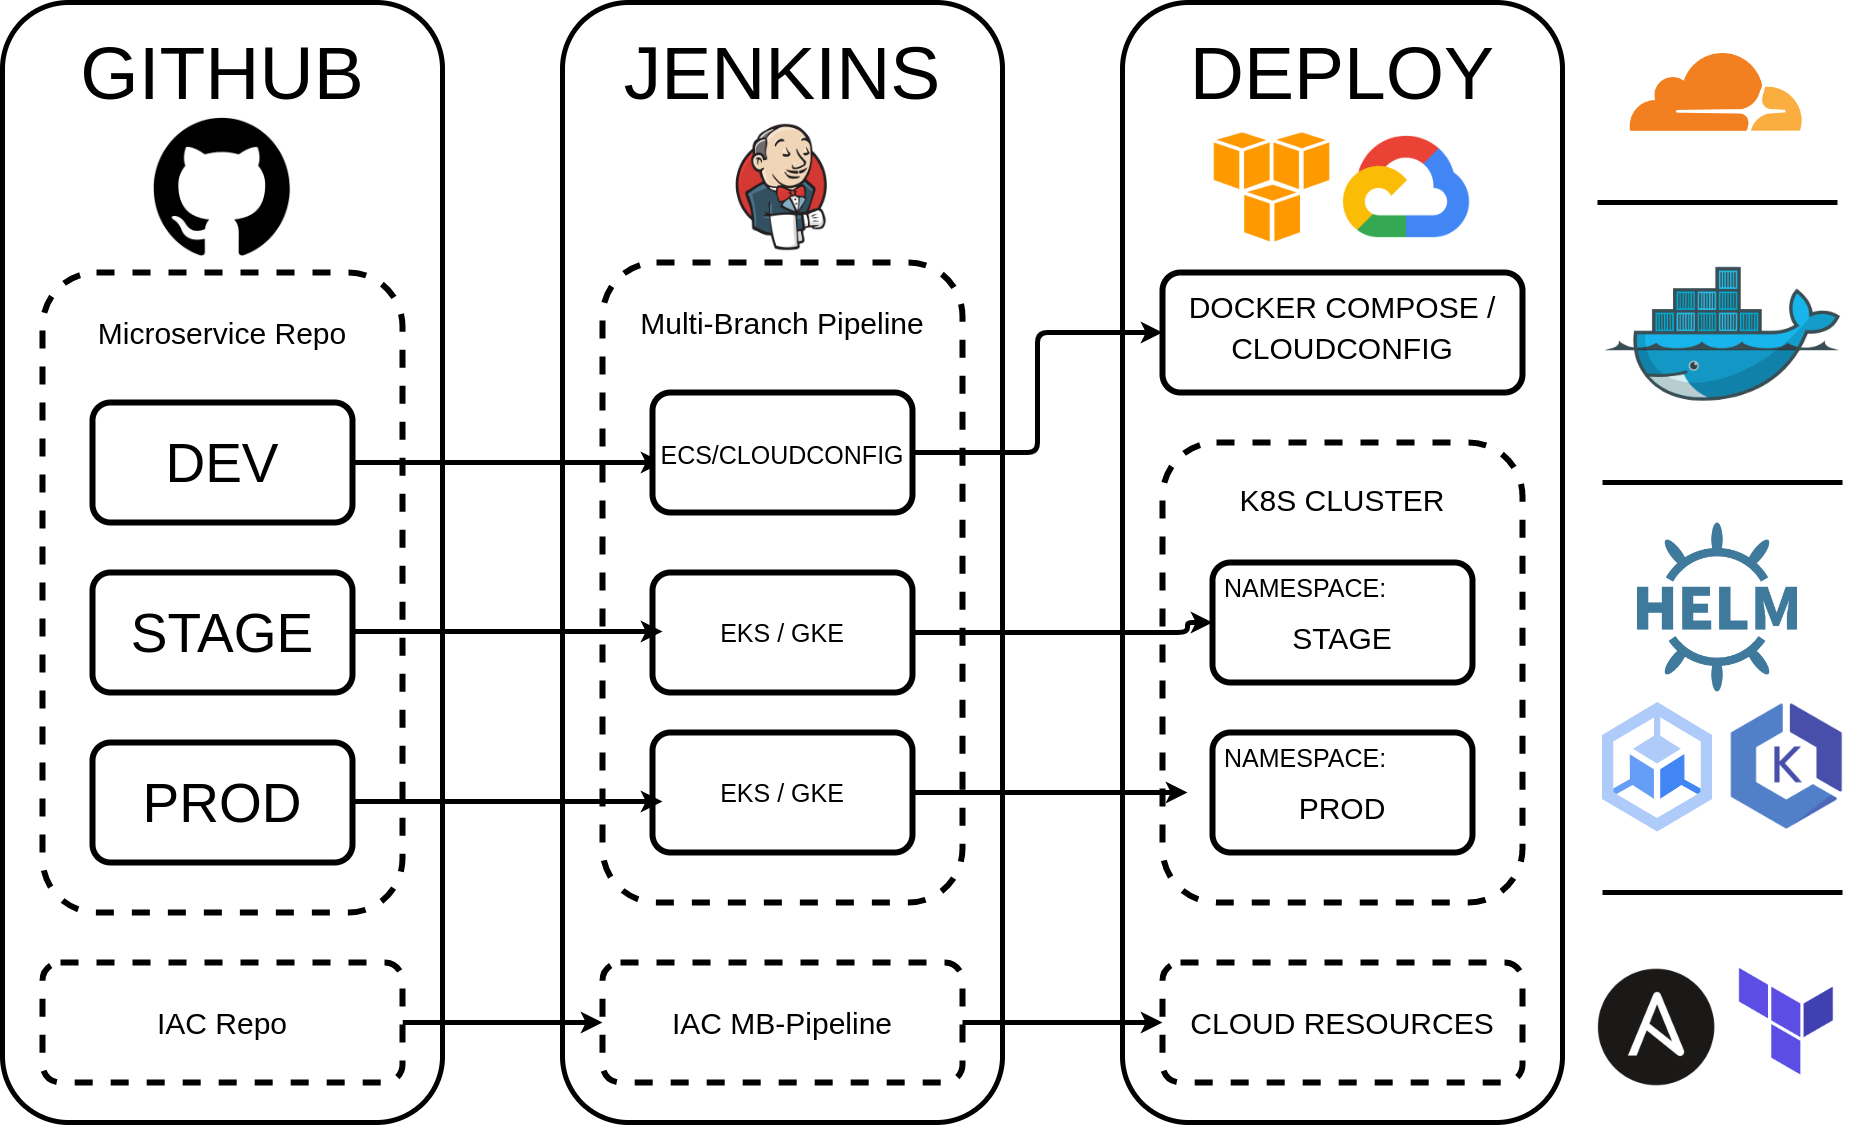 GITHUB
Microservice Repo
DEV
STAGE
PROD
IAC Repo
JENKINS
Multi-Branch Pipeline
ECS/CLOUDCONFIG
EKS / GKE
EKS / GKE
IAC MB-Pipeline
DEPLOY
DOCKER COMPOSE /
CLOUDCONFIG
K8S CLUSTER
NAMESPACE:
STAGE
NAMESPACE:
PROD
CLOUD RESOURCES
HELM
K
A